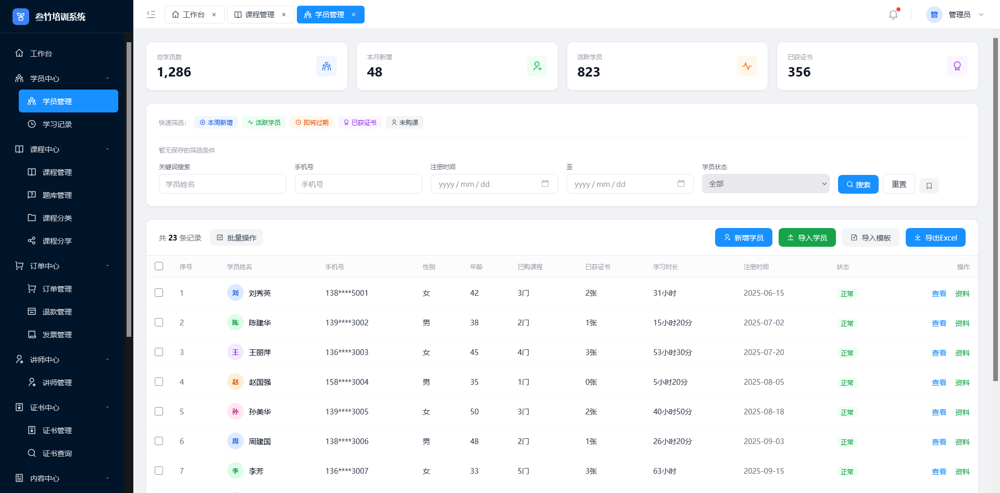 叁竹培训系统
工作台
学员中心
学员管理
学习记录
课程中心
课程管理
题库管理
课程分类
课程分享
订单中心
订单管理
退款管理
发票管理
讲师中心
讲师管理
证书中心
证书管理
证书查询
内容中心
工作台 × 课程管理 × 学员管理 ×
管 管理员
总学员数
1,286
本月新增
48
活跃学员
823
已获证书
356
快速筛选: 本周新增 活跃学员 即将过期 已获证书 未购课
暂无保存的筛选条件
关键词搜索 手机号 注册时间 至 学员状态
学员姓名 手机号 yyyy/mm/dd yyyy/mm/dd 全部 搜索 重置
共 23 条记录 批量操作 新增学员 导入学员 导入模板 导出Excel
序号 学员姓名 手机号 性别 年龄 已购课程 已获证书 学习时长 注册时间 状态 操作
1 刘 刘秀英 138****5001 女 42 3门 2张 31小时 2025-06-15 正常 查看 资料
2 陈 陈建华 139****3002 男 38 2门 1张 15小时20分 2025-07-02 正常 查看 资料
3 王 王丽萍 136****3003 女 45 4门 3张 53小时30分 2025-07-20 正常 查看 资料
4 赵 赵国强 158****3004 男 35 1门 0张 5小时20分 2025-08-05 正常 查看 资料
5 孙 孙美华 139****3005 女 50 3门 2张 40小时50分 2025-08-18 正常 查看 资料
6 周 周建国 138****3006 男 48 2门 1张 26小时20分 2025-09-03 正常 查看 资料
7 李 李芳 136****3007 女 33 5门 3张 63小时 2025-09-15 正常 查看 资料